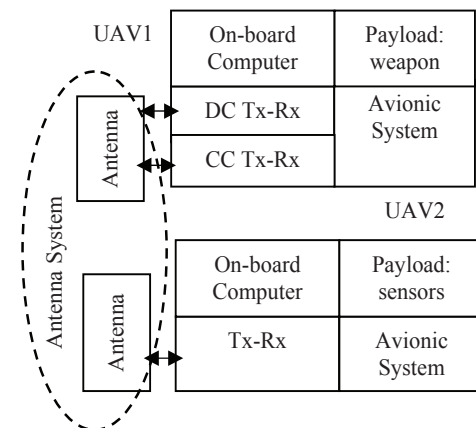 UAV1
On-board
Computer
Payload:
weapon
Antenna
DC Tx-Rx
CC Tx-Rx
Avionic
System
Antenna System
UAV2
On-board
Computer
Payload:
sensors
Antenna
Tx-Rx
Avionic
System